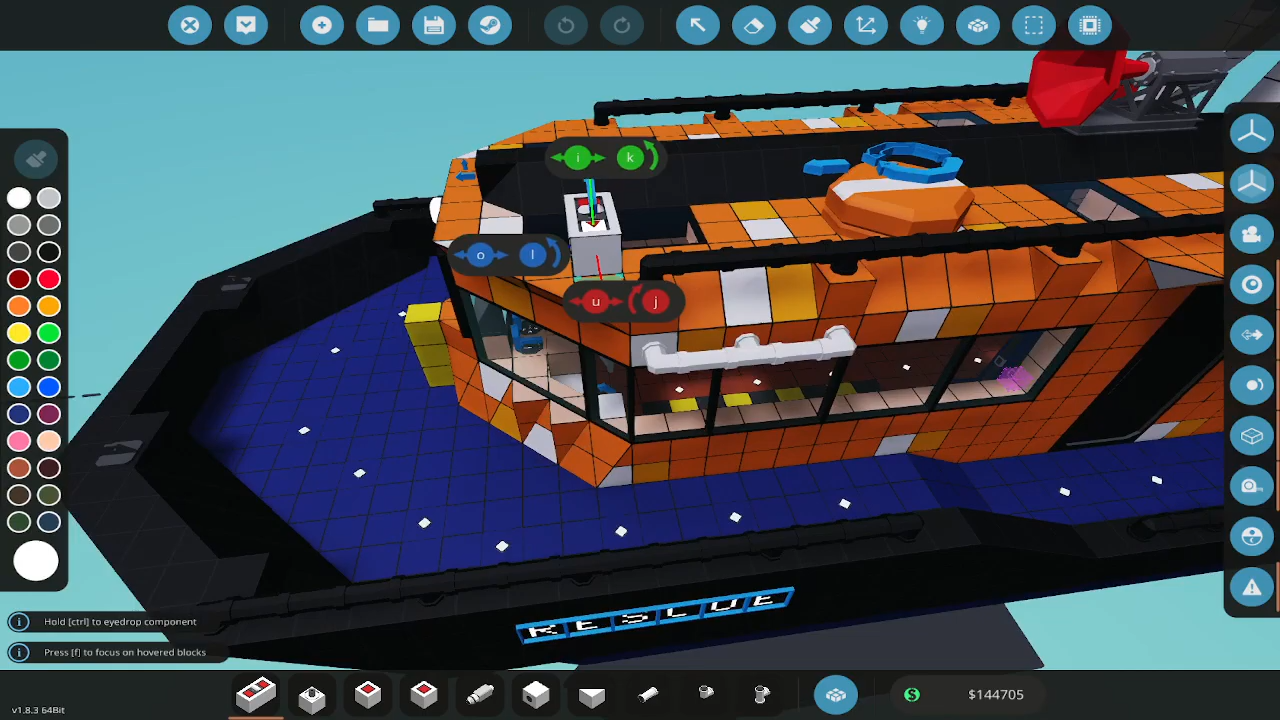 i k
o l
u j
RESCUE
Hold [ctrl] to eyedrop component
Press [f] to focus on hovered blocks
v1.8.3 64Bit
$ $144705